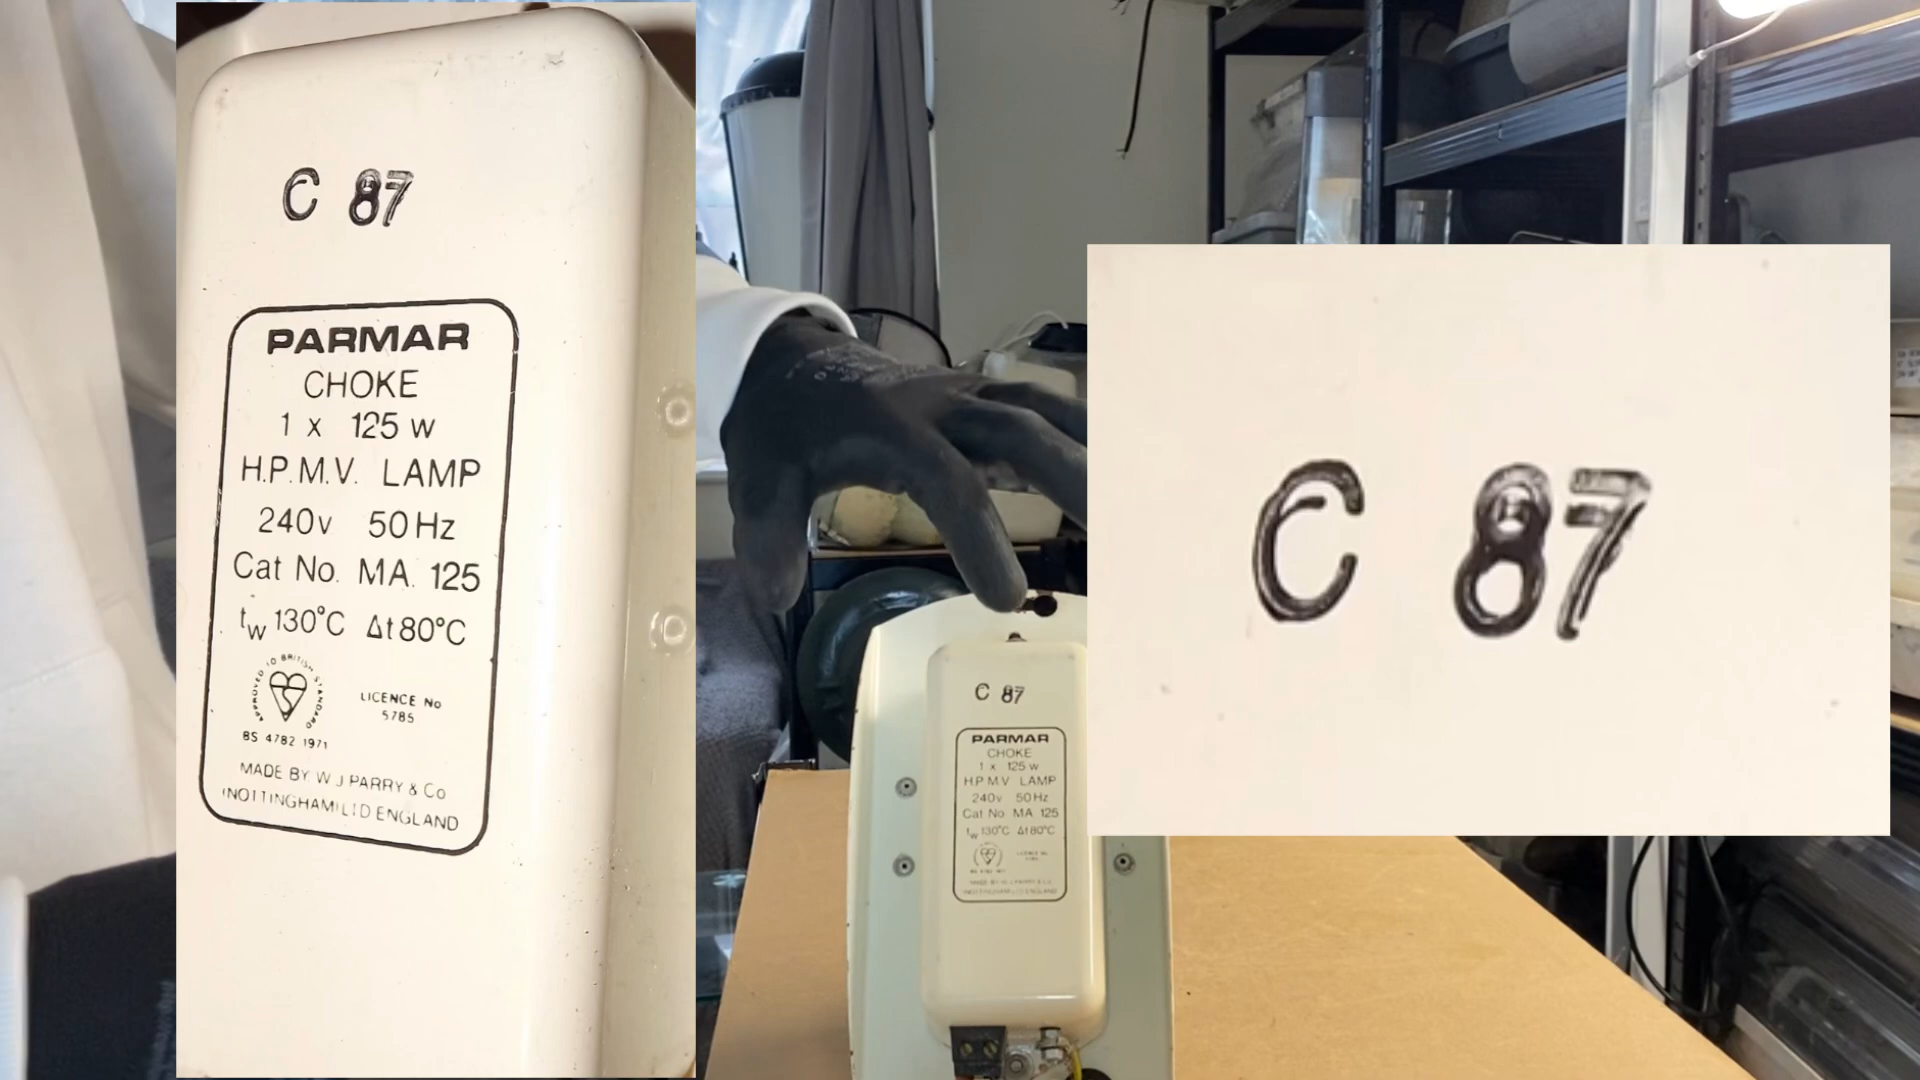 C 87
PARMAR
CHOKE
1 x 125 w
H.P.M.V. LAMP
240v 50Hz
Cat No. MA. 125
tw 130°C Δt 80°C
APPROVED TO BRITISH STANDARD
LICENCE No
5785
BS 4782 1971
MADE BY W J PARRY & Co
(NOTTINGHAM) LTD ENGLAND
C 87
PARMAR
CHOKE
1 x 125 w
H.P.M.V LAMP
240v 50Hz
Cat No. MA. 125
tw 130°C Δt 80°C
C 87